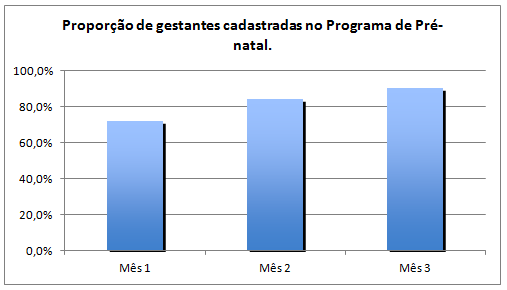 Proporção de gestantes cadastradas no Programa de Pré-
natal.
100,0%
80,0%
60,0%
40,0%
20,0%
0,0%
Mês 1 Mês 2 Mês 3